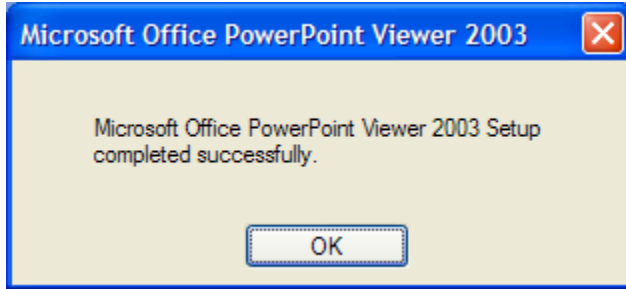 Microsoft Office PowerPoint Viewer 2003
Microsoft Office PowerPoint Viewer 2003 Setup
completed successfully.
OK